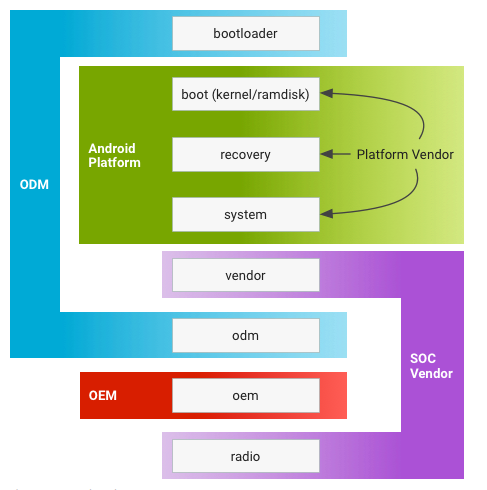 bootloader
boot (kernel/ramdisk)
Android
Platform
recovery
Platform Vendor
ODM
system
vendor
odm
SOC
Vendor
OEM
oem
radio